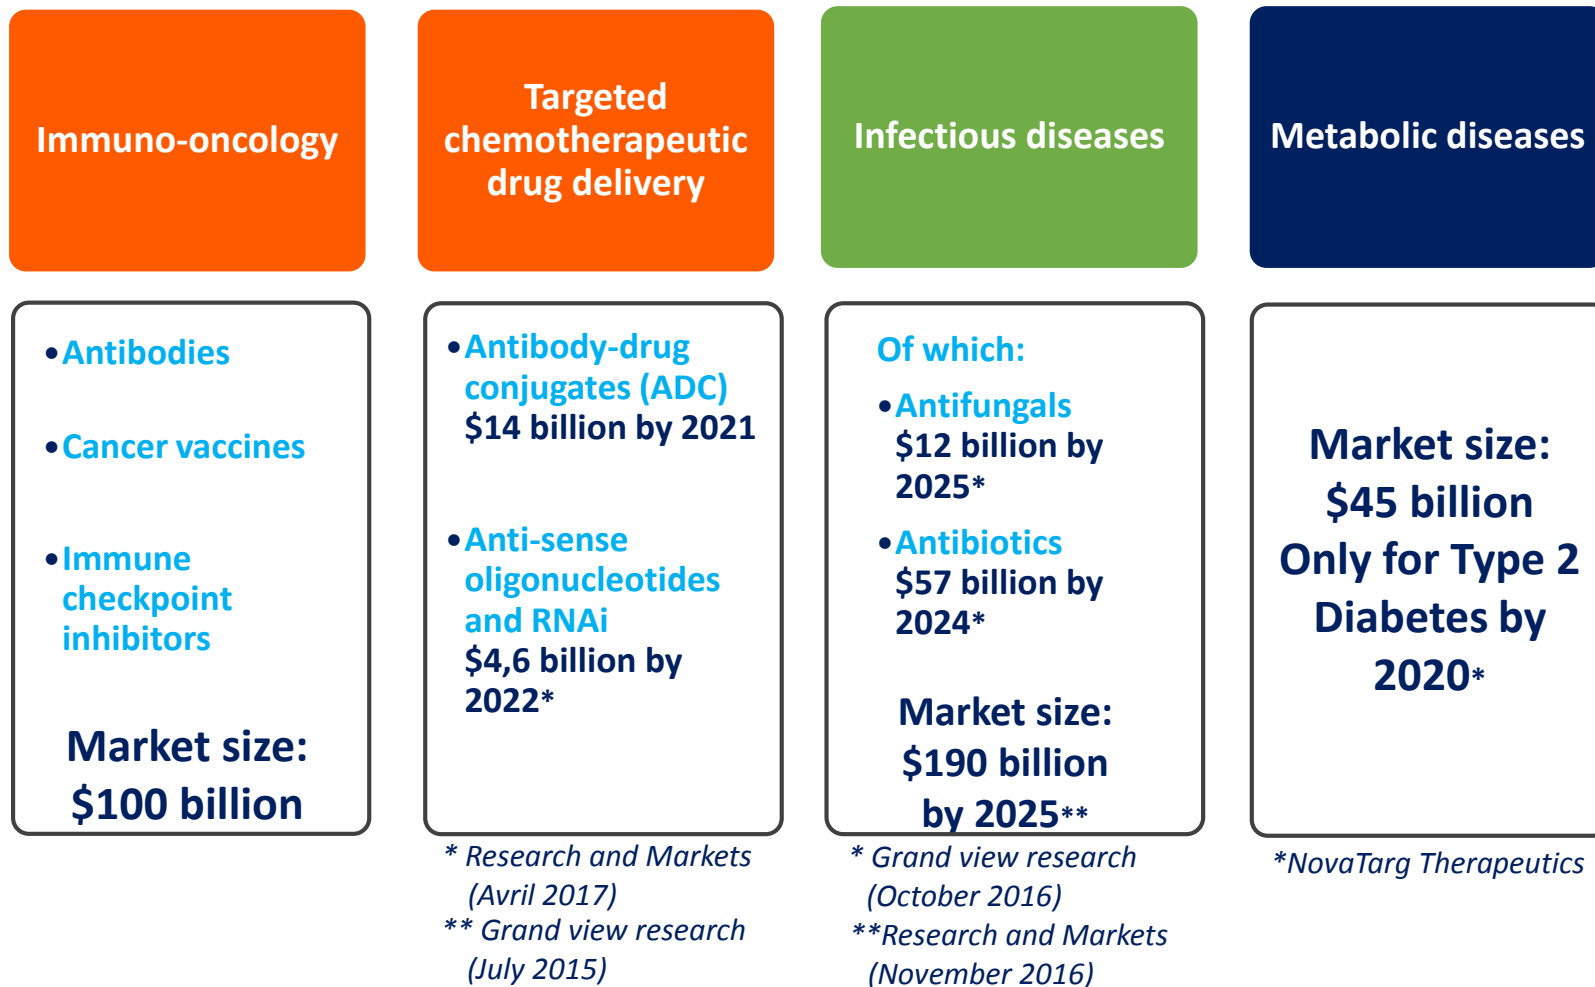 Immuno-oncology
Targeted
chemotherapeutic
drug delivery
Infectious diseases
Metabolic diseases
•Antibodies
•Cancer vaccines
•Immune
checkpoint
inhibitors
Market size:
$100 billion
•Antibody-drug
conjugates (ADC)
$14 billion by 2021
•Anti-sense
oligonucleotides
and RNAi
$4,6 billion by
2022*
* Research and Markets
(Avril 2017)
** Grand view research
(July 2015)
Of which:
•Antifungals
$12 billion by
2025*
•Antibiotics
$57 billion by
2024*
Market size:
$190 billion
by 2025**
* Grand view research
(October 2016)
**Research and Markets
(November 2016)
Market size:
$45 billion
Only for Type 2
Diabetes by
2020*
*NovaTarg Therapeutics